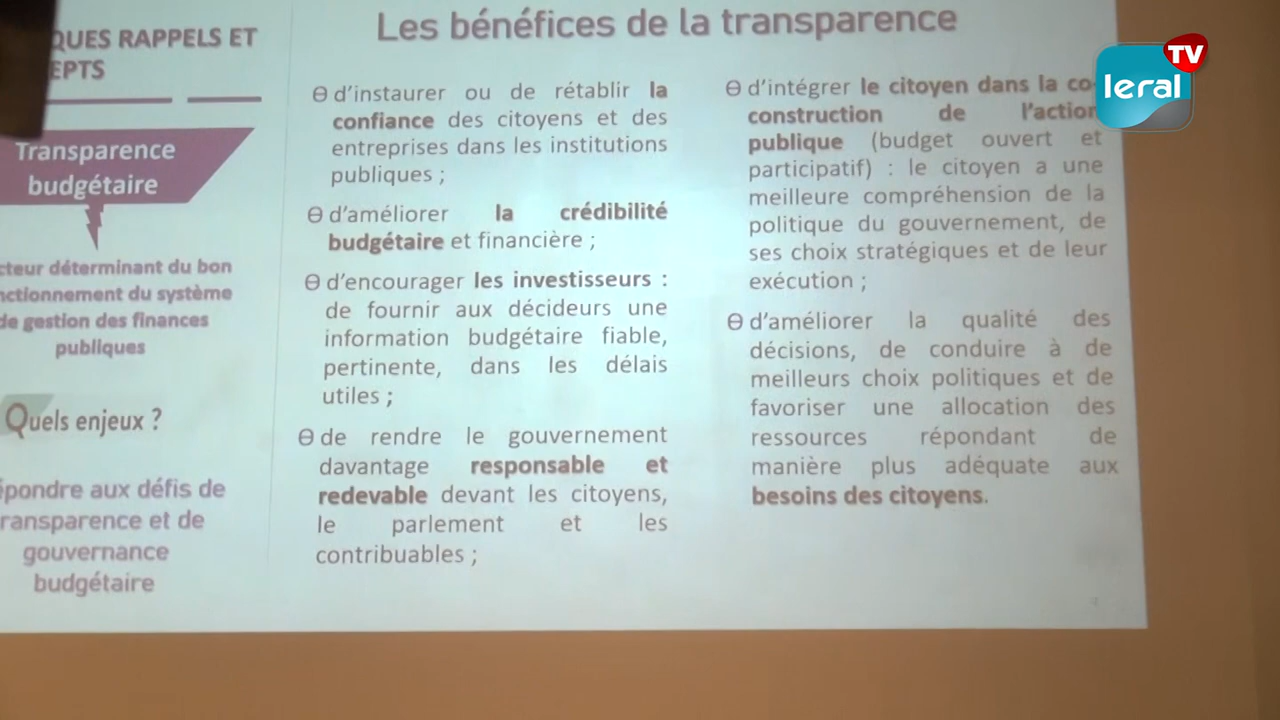 QUES RAPPELS ET
EPTS
Transparence
budgétaire
cteur déterminant du bon
nctionnement du système
de gestion des finances
publiques
Quels enjeux ?
épondre aux défis de
ransparence et de
gouvernance
budgétaire
Les bénéfices de la transparence
d'instaurer ou de rétablir la
confiance des citoyens et des
entreprises dans les institutions
publiques ;
d'améliorer la crédibilité
budgétaire et financière ;
d'encourager les investisseurs :
de fournir aux décideurs une
information budgétaire fiable,
pertinente, dans les délais
utiles ;
de rendre le gouvernement
davantage responsable et
redevable devant les citoyens,
le parlement et les
contribuables ;
d'intégrer le citoyen dans la co-
construction de l'action
publique (budget ouvert et
participatif) : le citoyen a une
meilleure compréhension de la
politique du gouvernement, de
ses choix stratégiques et de leur
exécution ;
d'améliorer la qualité des
décisions, de conduire à de
meilleurs choix politiques et de
favoriser une allocation des
ressources répondant de
manière plus adéquate aux
besoins des citoyens.
leral TV